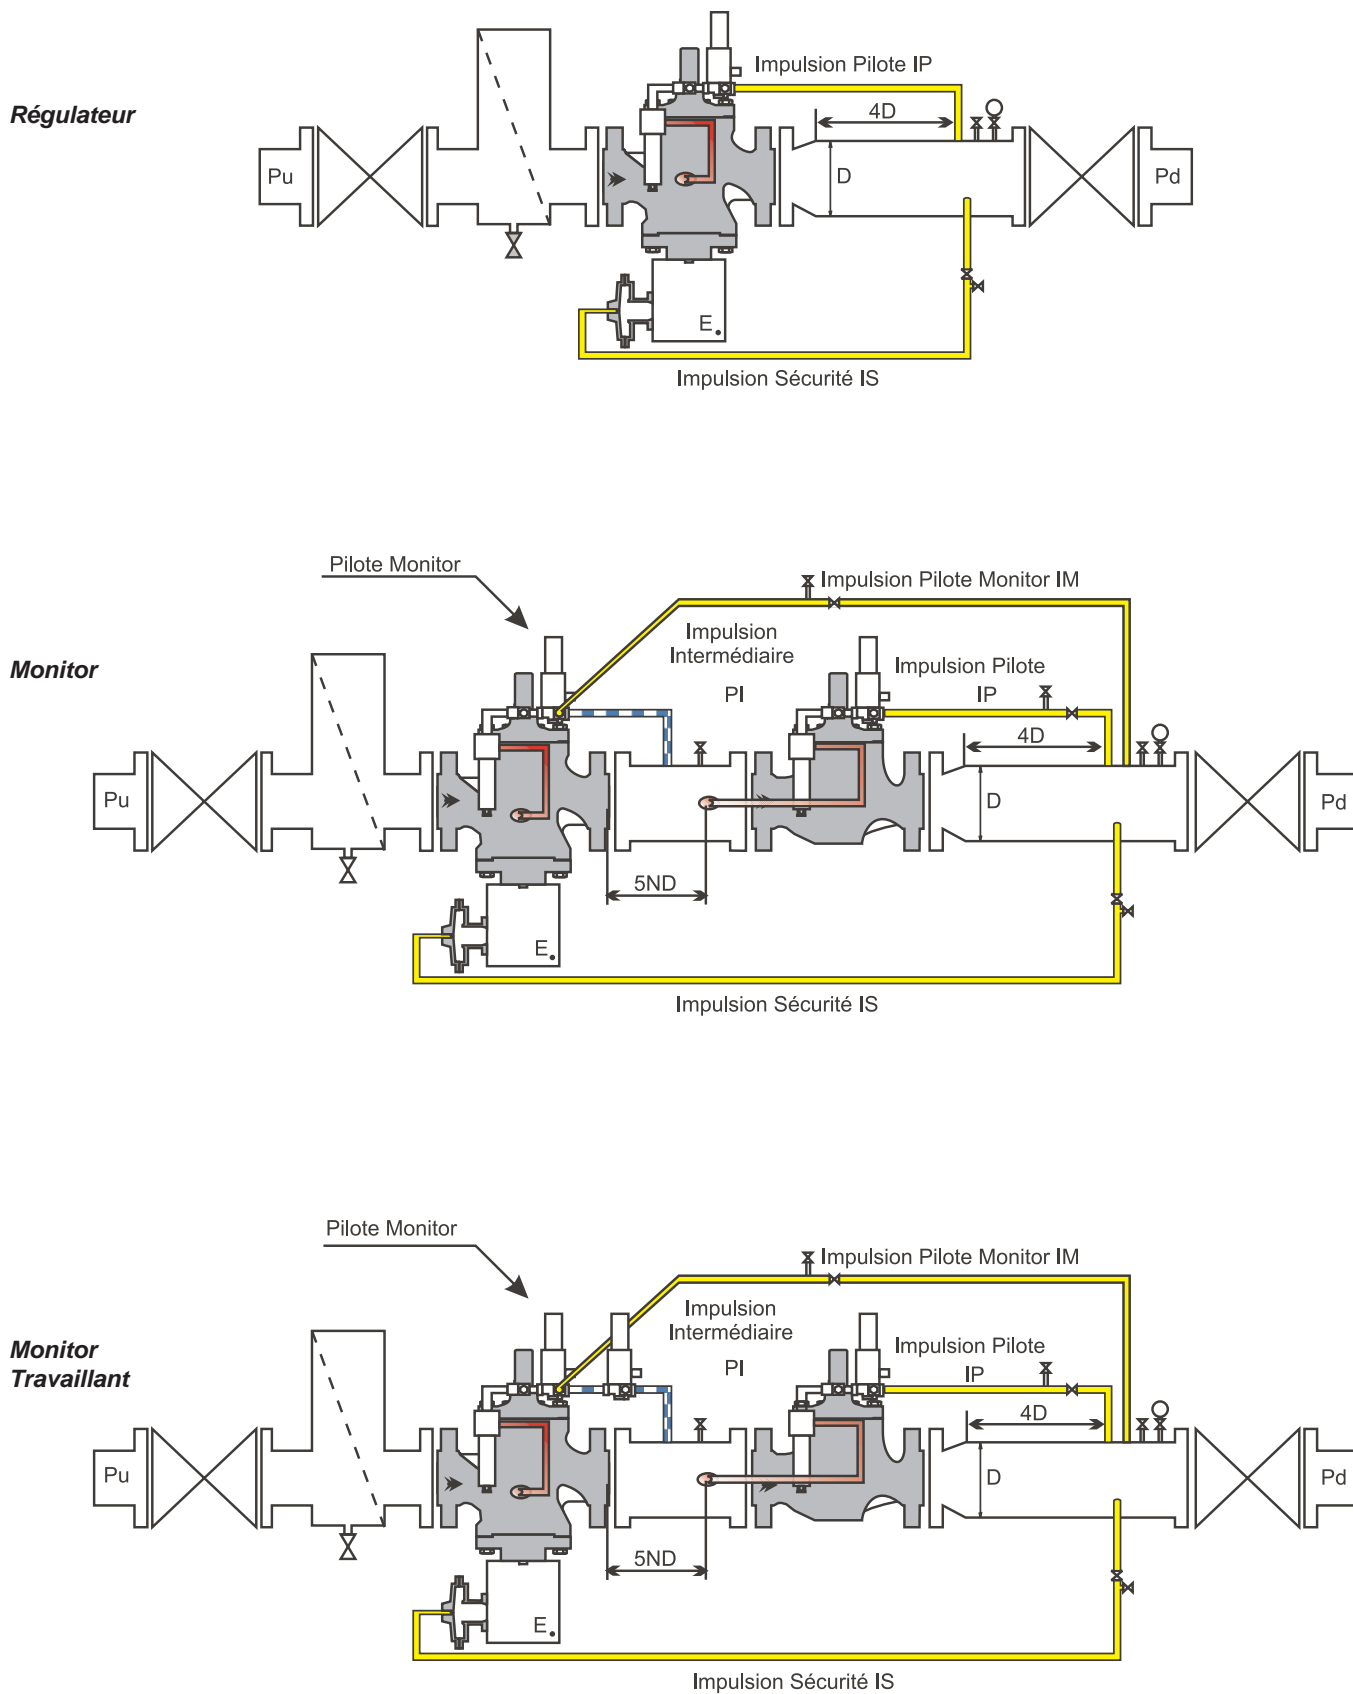 Régulateur
Impulsion Pilote IP
4D
Pu
D
Pd
E
Impulsion Sécurité IS
Pilote Monitor
Impulsion Pilote Monitor IM
Monitor
Impulsion
Intermédiaire
PI
Impulsion Pilote
IP
4D
Pu
D
Pd
5ND
E
Impulsion Sécurité IS
Pilote Monitor
Impulsion Pilote Monitor IM
Monitor
Travaillant
Impulsion
Intermédiaire
PI
Impulsion Pilote
IP
4D
Pu
D
Pd
5ND
E
Impulsion Sécurité IS